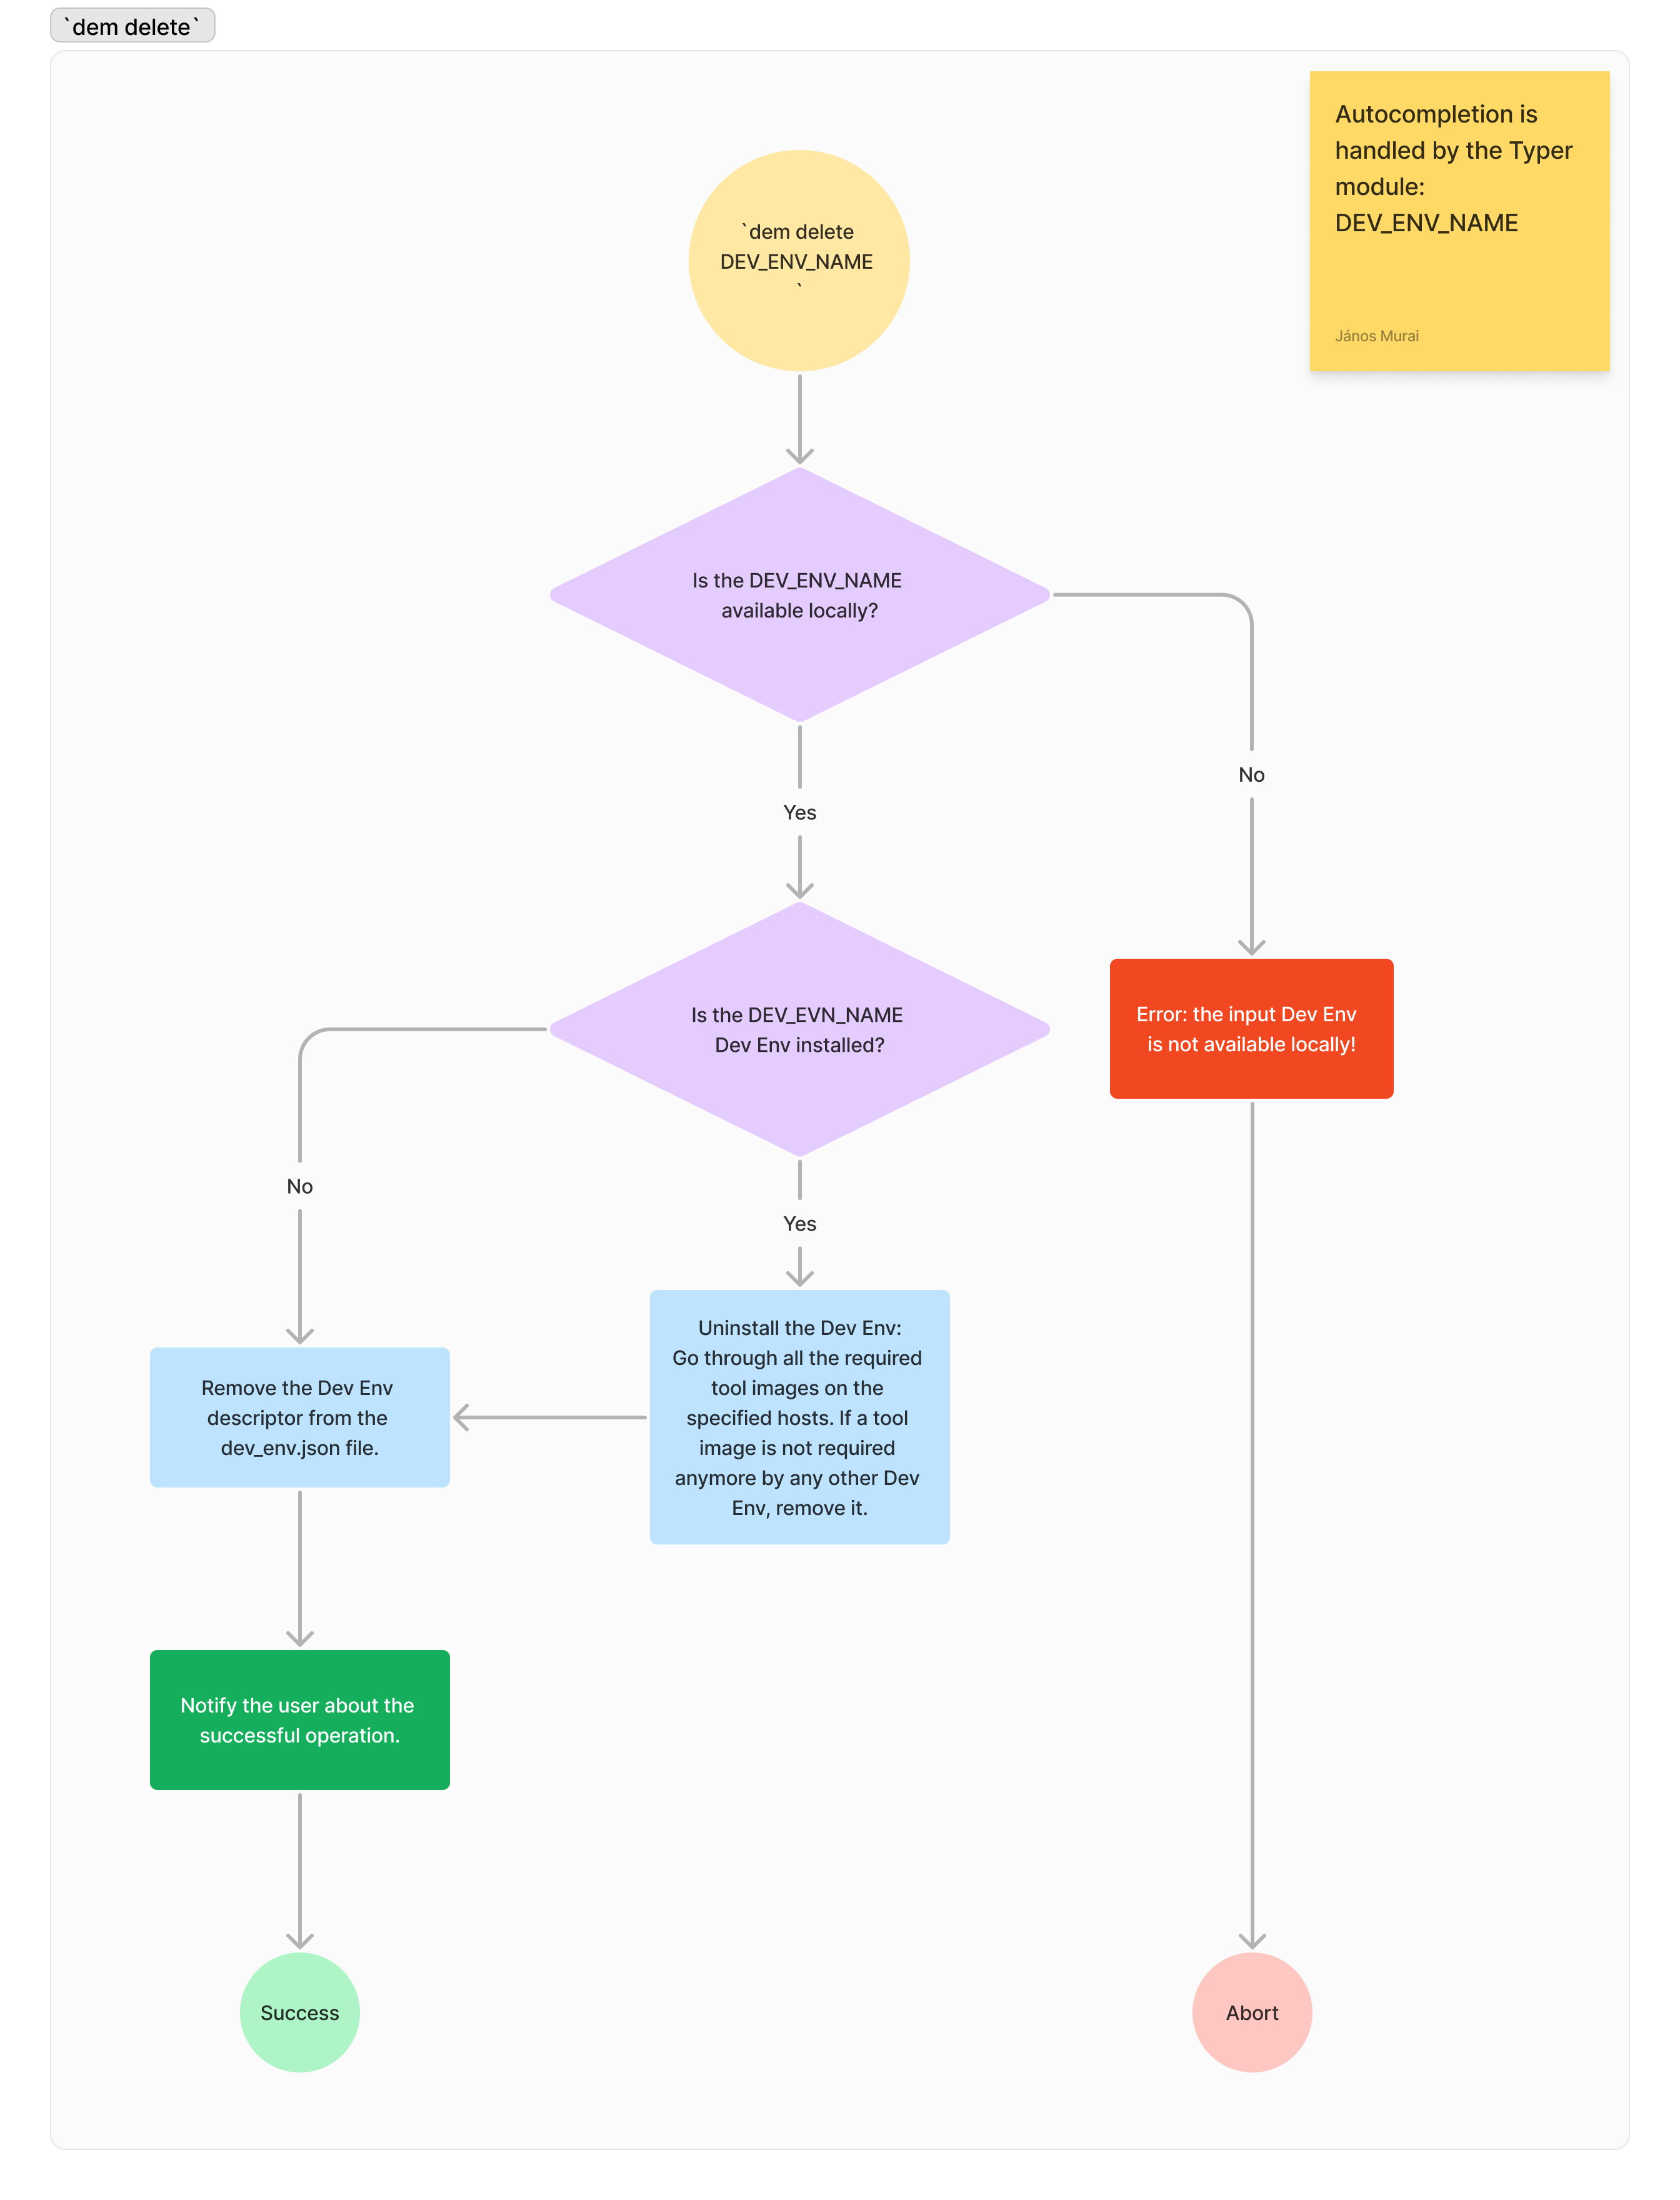 `dem delete`
Autocompletion is
handled by the Typer
module:
DEV_ENV_NAME
János Murai
`dem delete
DEV_ENV_NAME
`
Is the DEV_ENV_NAME
available locally?
No
Yes
Is the DEV_EVN_NAME
Dev Env installed?
Error: the input Dev Env
is not available locally!
No
Yes
Uninstall the Dev Env:
Go through all the required
tool images on the
specified hosts. If a tool
image is not required
anymore by any other Dev
Env, remove it.
Remove the Dev Env
descriptor from the
dev_env.json file.
Notify the user about the
successful operation.
Success
Abort